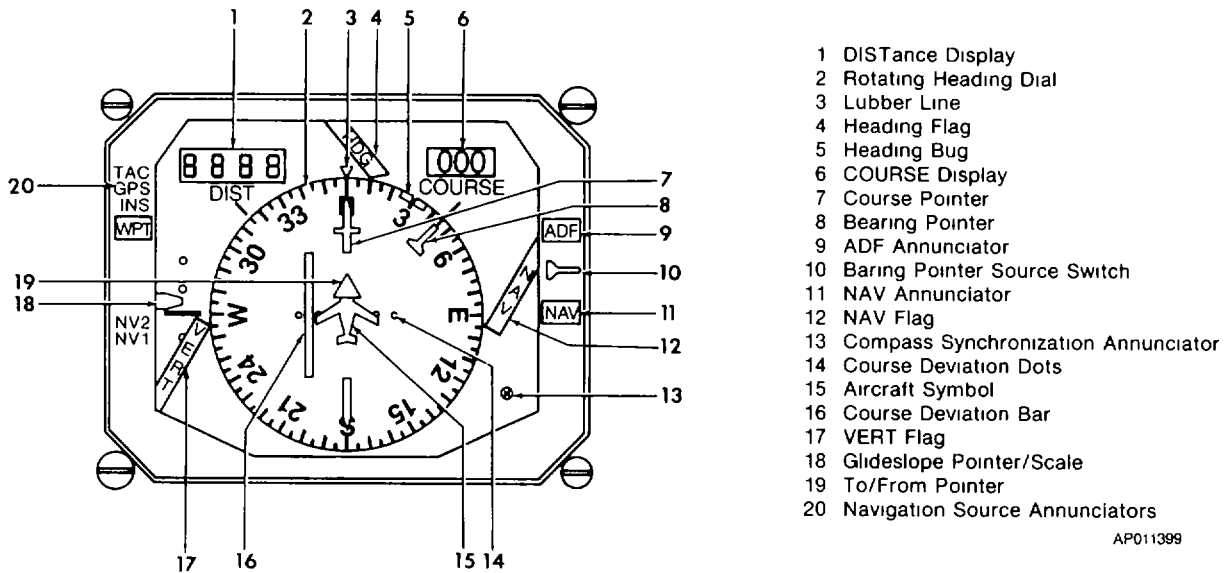 1 2 3 4 5 6
TAC
GPS
INS
WPT
20
8888
DIST
HDG
000
COURSE
7
8
9
10
11
12
13
ADF
NAV
NAV
19
18
NV2
NV1
VERT
33
3
6
E
12
15
S
21
24
W
30
N
17 16 15 14
1 DISTance Display
2 Rotating Heading Dial
3 Lubber Line
4 Heading Flag
5 Heading Bug
6 COURSE Display
7 Course Pointer
8 Bearing Pointer
9 ADF Annunciator
10 Baring Pointer Source Switch
11 NAV Annunciator
12 NAV Flag
13 Compass Synchronization Annunciator
14 Course Deviation Dots
15 Aircraft Symbol
16 Course Deviation Bar
17 VERT Flag
18 Glideslope Pointer/Scale
19 To/From Pointer
20 Navigation Source Annunciators
AP011399